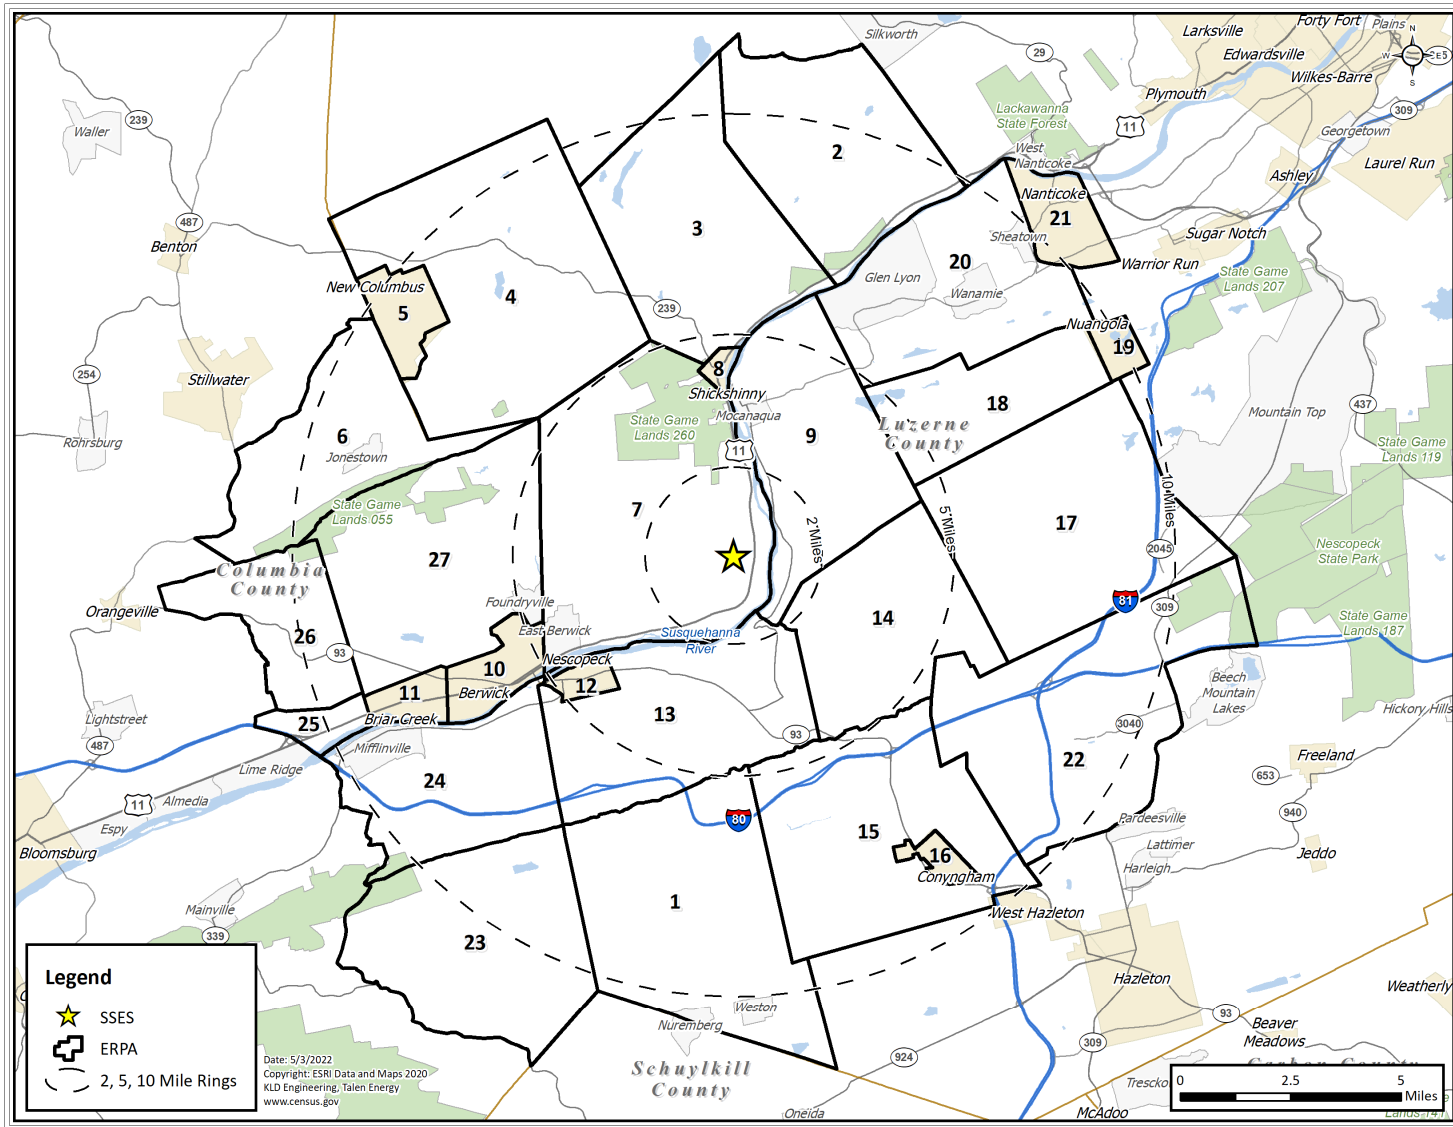 Silkworth
Larksville
Forty Fort
Plains
N
W
E
S
29
Edwardsville
Wilkes-Barre
Plymouth
309
Lackawanna
State Forest
11
Georgetown
239
Waller
West
Nanticoke
Laurel Run
Ashley
2
Nanticoke
21
487
Benton
3
Sheatown
Sugar Notch
20
Warrior Run
Glen Lyon
Wanamie
State Game
Lands 207
New Columbus
5
4
239
Nuangola
19
8
Shickshinny
254
Stillwater
18
437
Mocanaqua
Mountain Top
Rohrsburg
6
Jonestown
State Game
Lands 260
9
Luzerne
County
State Game
Lands 119
11
State Game
Lands 055
7
2 Miles
5 Miles
10 Miles
17
2045
Nescopeck
State Park
27
Columbia
County
Orangeville
Foundryville
East Berwick
Susquehanna
River
14
81
309
State Game
Lands 187
26
93
Nescopeck
10
12
11
Berwick
Beech
Mountain
Lakes
Lightstreet
25
Briar Creek
13
Hickory Hills
487
Mifflinville
93
3040
Lime Ridge
24
22
Freeland
653
11
Almedia
Espy
80
940
Pardeesville
15
Bloomsburg
16
Lattimer
Jeddo
Conyngham
Harleigh
Mainville
1
West Hazleton
339
23
Hazleton
Weatherly
Legend
SSES
ERPA
2, 5, 10 Mile Rings
Weston
Nuremberg
93
Beaver
Meadows
309
924
Date: 5/3/2022
Copyright: ESRI Data and Maps 2020
KLD Engineering, Talen Energy
www.census.gov
Schuylkill
County
Carbon County
Tresckow
0 2.5 5
Miles
Oneida
McAdoo
Lands 141